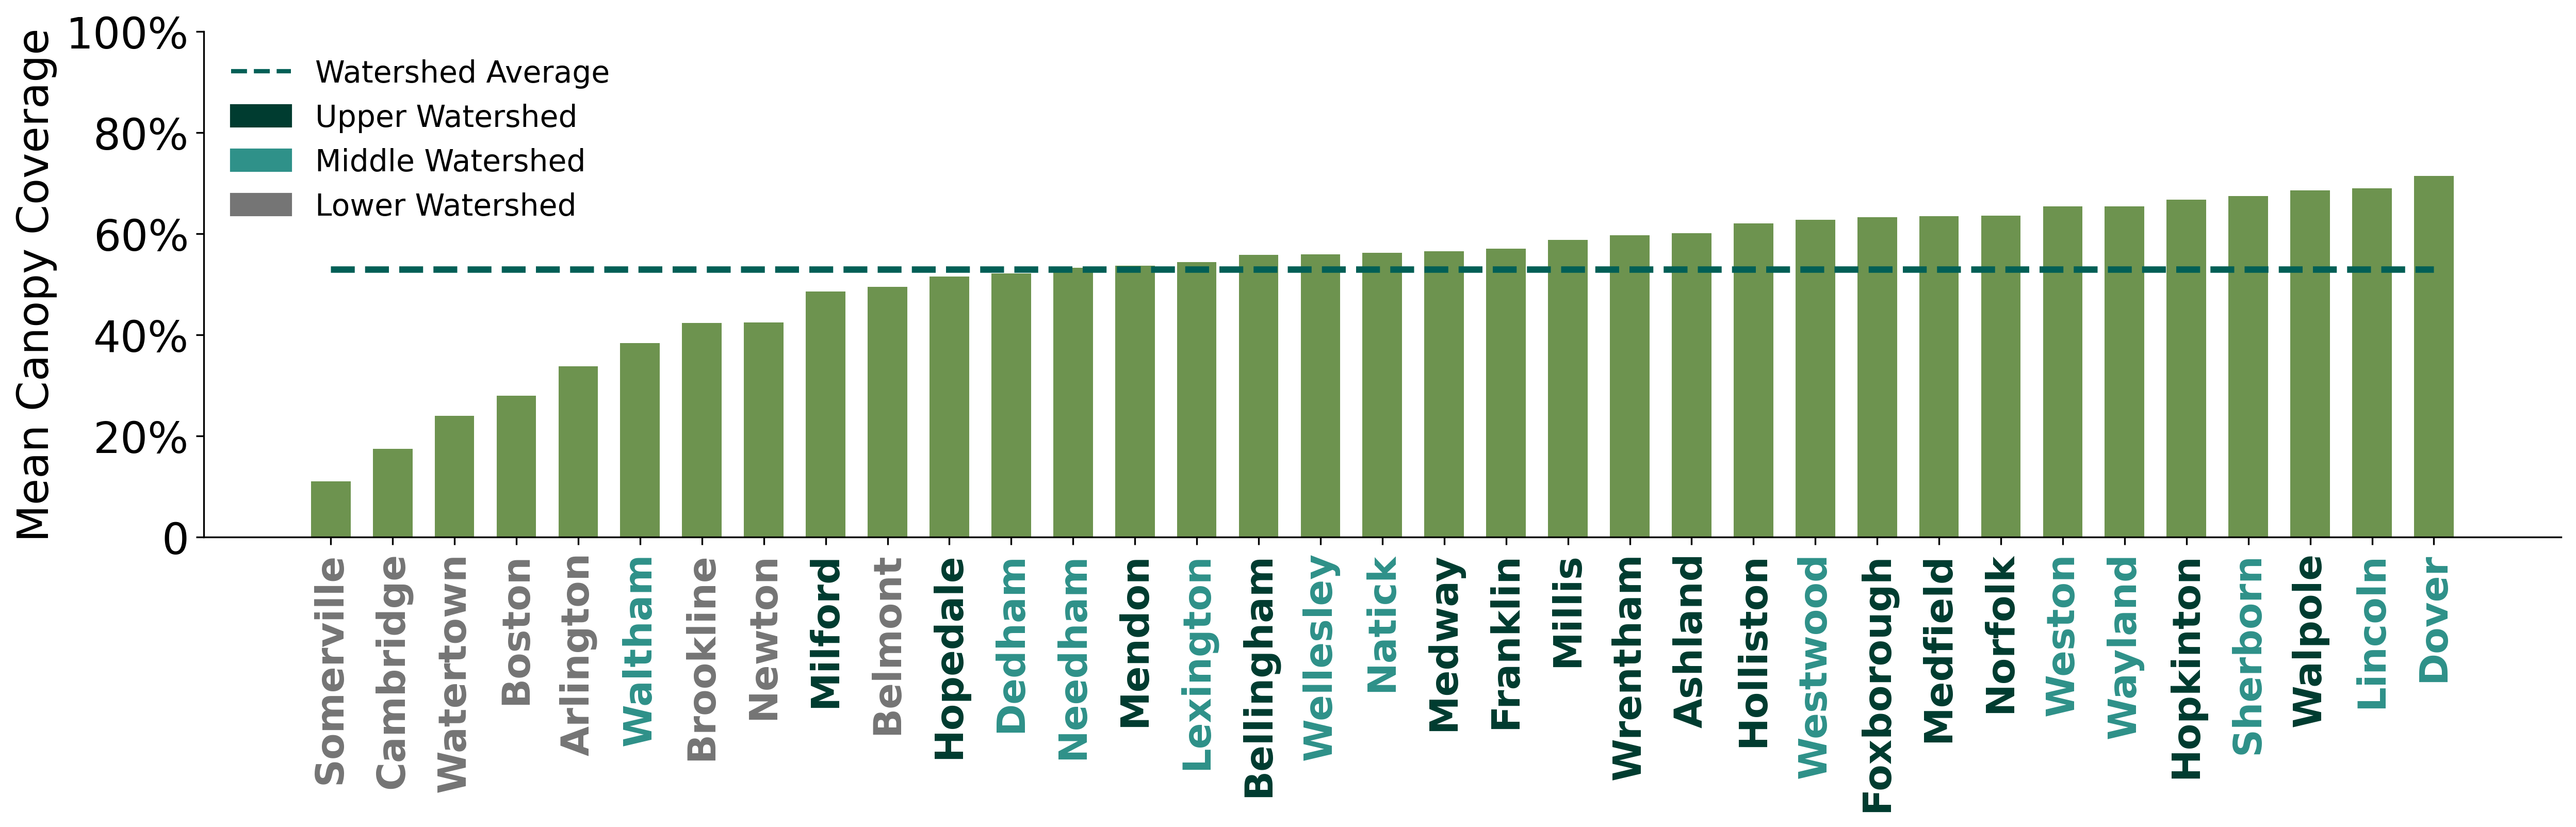 Mean Canopy Coverage
100%
80%
60%
40%
20%
0
Watershed Average
Upper Watershed
Middle Watershed
Lower Watershed
Somerville
Cambridge
Watertown
Boston
Arlington
Waltham
Brookline
Newton
Milford
Belmont
Hopedale
Dedham
Needham
Mendon
Lexington
Bellingham
Wellesley
Natick
Medway
Franklin
Millis
Wrentham
Ashland
Holliston
Westwood
Foxborough
Medfield
Norfolk
Weston
Wayland
Hopkinton
Sherborn
Walpole
Lincoln
Dover